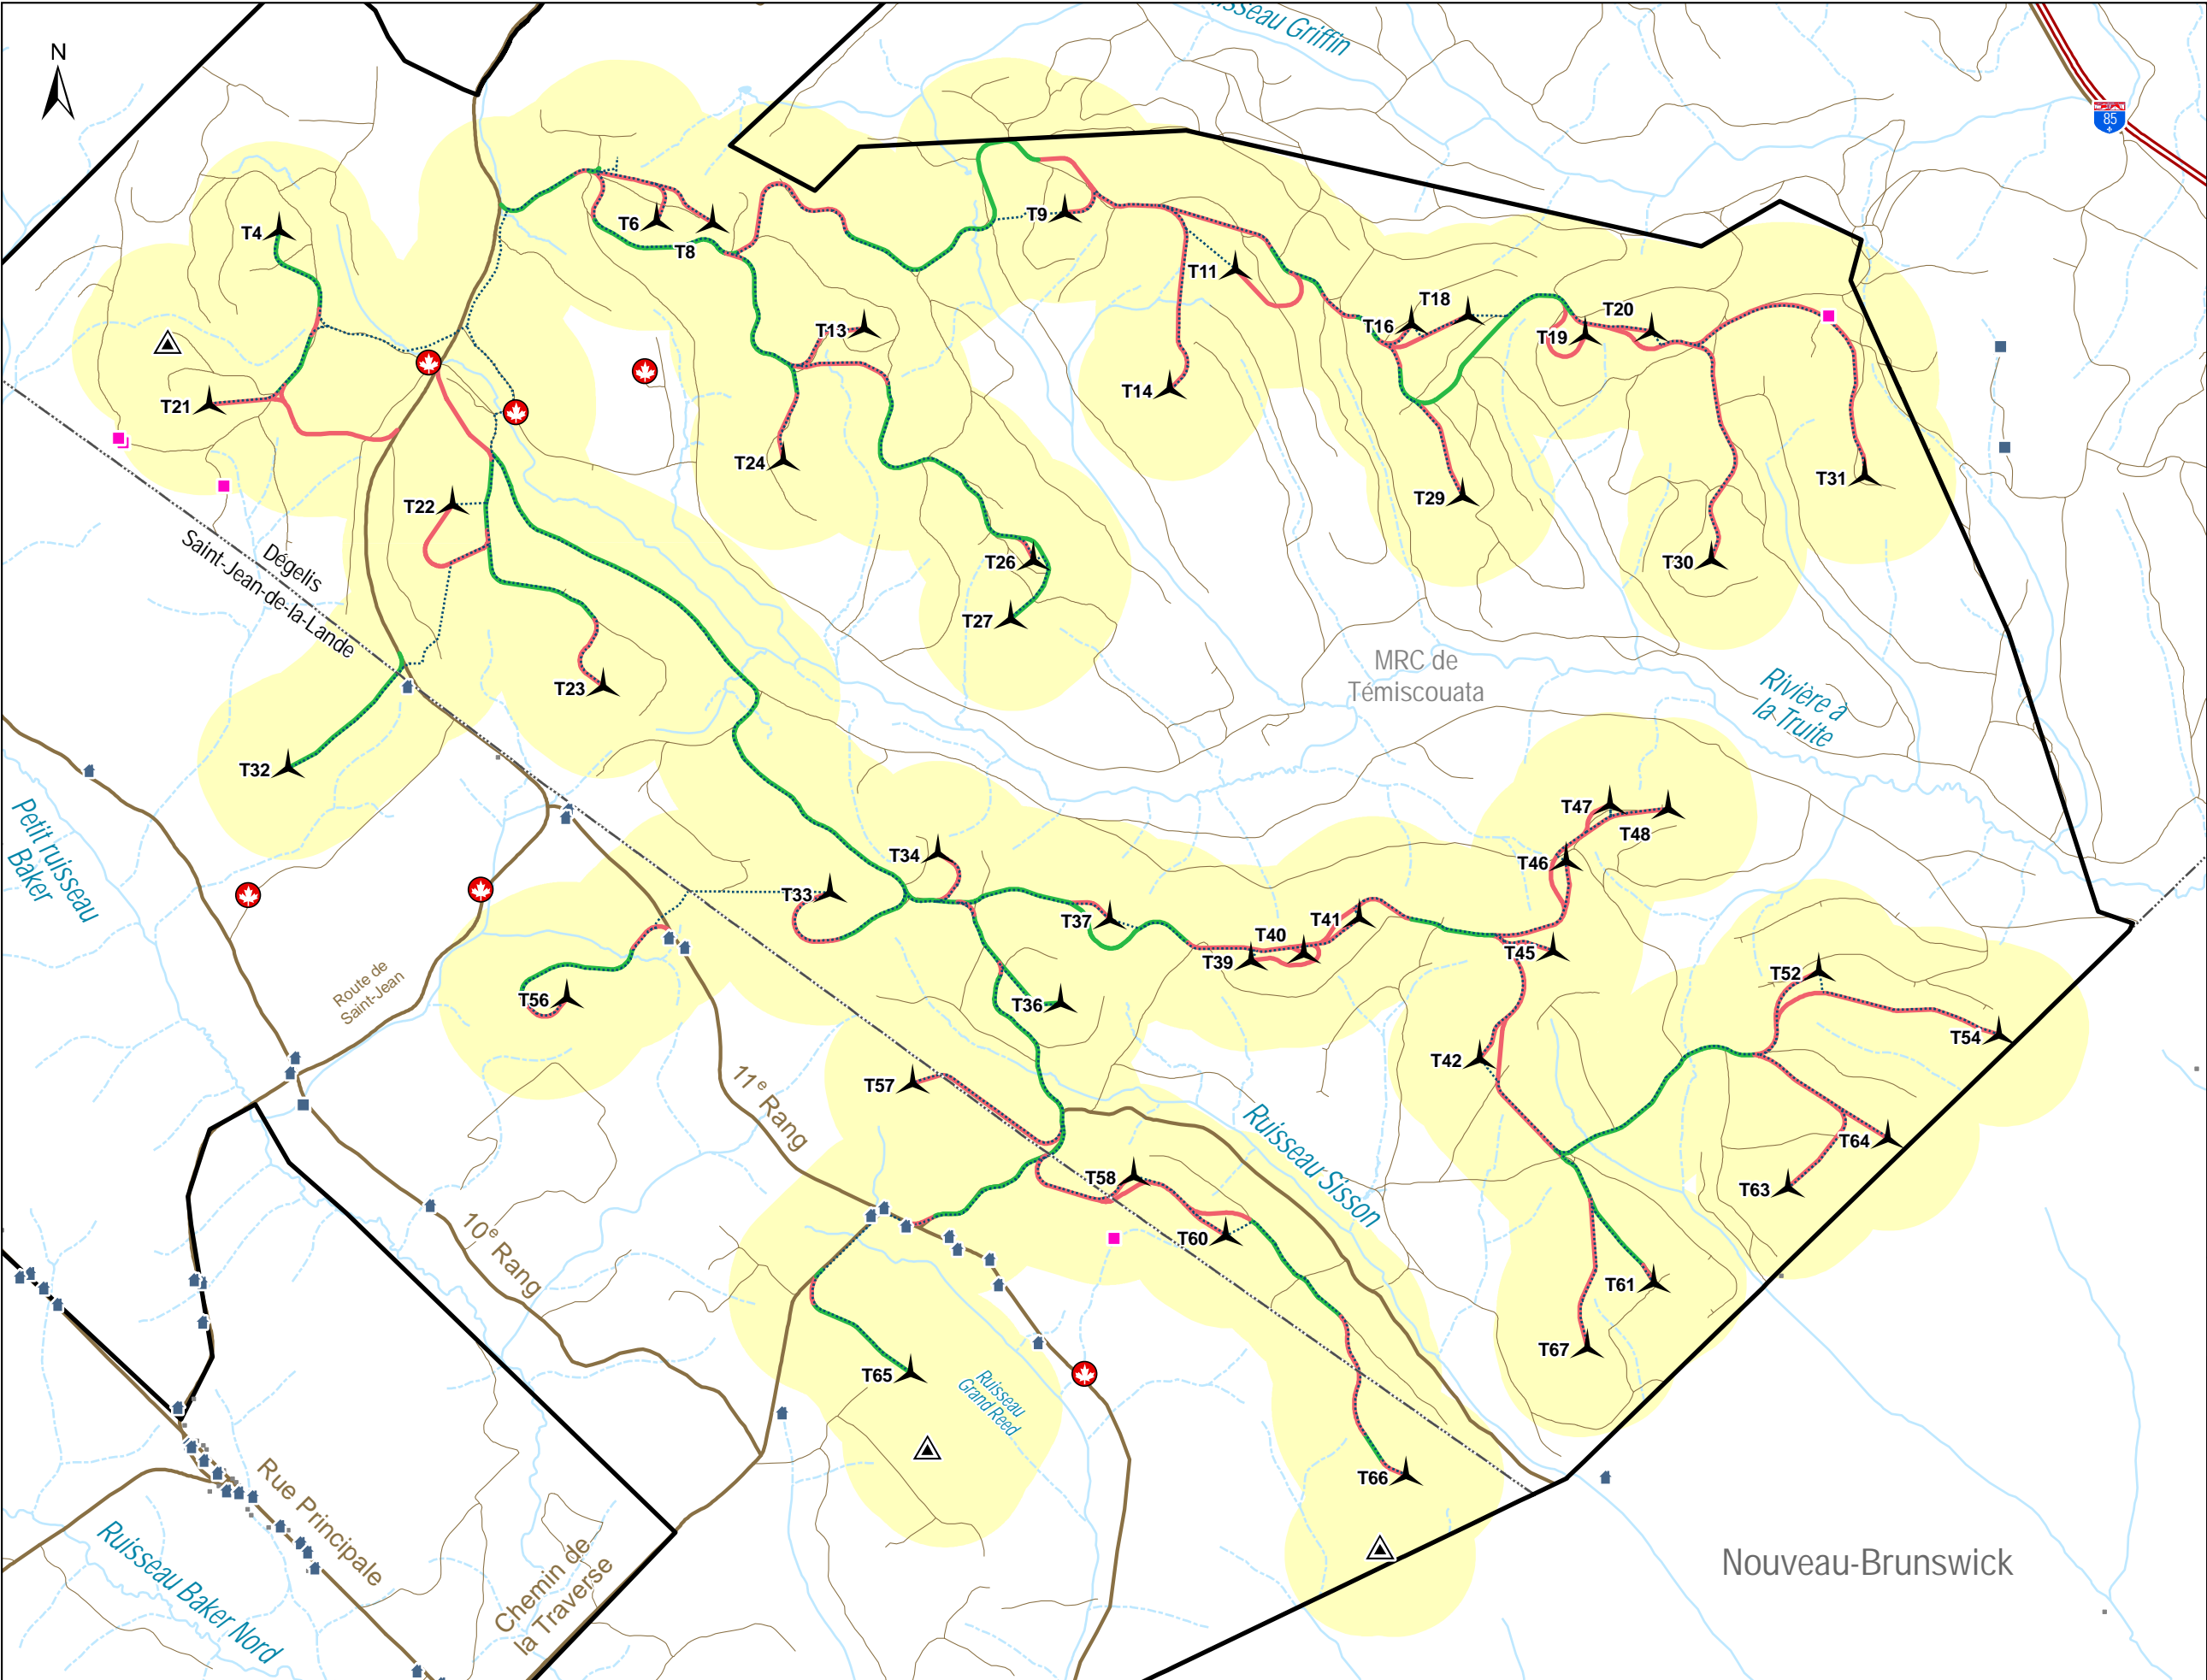 Ruisseau Griffin
N
85
T4
T6
T8
T9
T11
T13
T14
T16
T18
T19
T20
T21
T22
T23
T24
T26
T27
T29
T30
T31
Dégelis
Saint-Jean-de-la-Lande
MRC de
Témiscouata
Rivière à
la Truite
T32
Petit ruisseau
Baker
T33
T34
T36
T37
T39
T40
T41
T42
T45
T46
T47
T48
T52
T54
Route de
Saint-Jean
T56
T57
T58
T60
T61
T63
T64
T65
T66
T67
11e Rang
10e Rang
Ruisseau Sisson
Ruisseau
Grand Reed
Rue Principale
Ruisseau Baker Nord
Chemin de
la Traverse
Nouveau-Brunswick